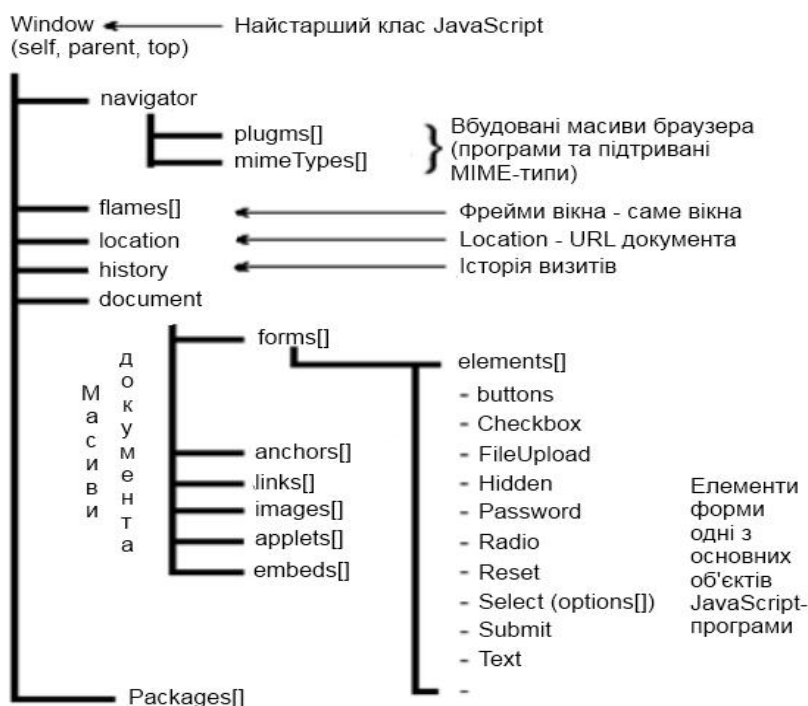 Window
Найстарший клас JavaScript
(self, parent, top)
navigator
plugms[]
mimeTypes[]
Вбудовані масиви браузера
(програми та підтривані
MIME-типи)
flames[]
Фрейми вікна - саме вікна
location
Location - URL документа
history
Історія визитів
document
Масиви
документа
forms[]
elements[]
- buttons
- Checkbox
- FileUpload
- Hidden
- Password
- Radio
- Reset
- Select (options[])
- Submit
- Text
-
anchors[]
links[]
images[]
applets[]
embeds[]
Елементи
форми
одні з
основних
об'єктів
JavaScript-
програми
Packages[]